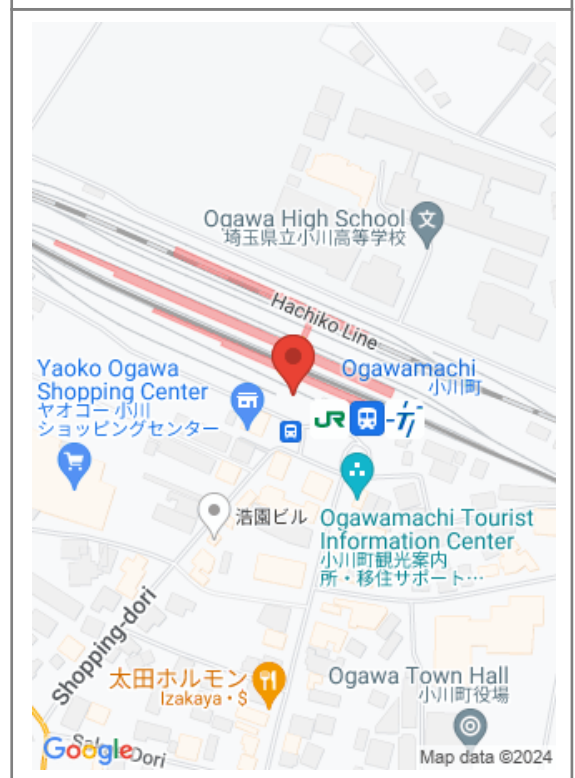 Ogawa High School
埼玉県立小川高等学校
Hachiko Line
Yaoko Ogawa
Shopping Center
ヤオコー 小川
ショッピングセンター
Ogawamachi
小川町
JR
浩園ビル
Ogawamachi Tourist
Information Center
小川町観光案内
所・移住サポート…
Shopping-dori
太田ホルモン
Izakaya・$
Ogawa Town Hall
小川町役場
Dori
Google
Map data ©2024
文